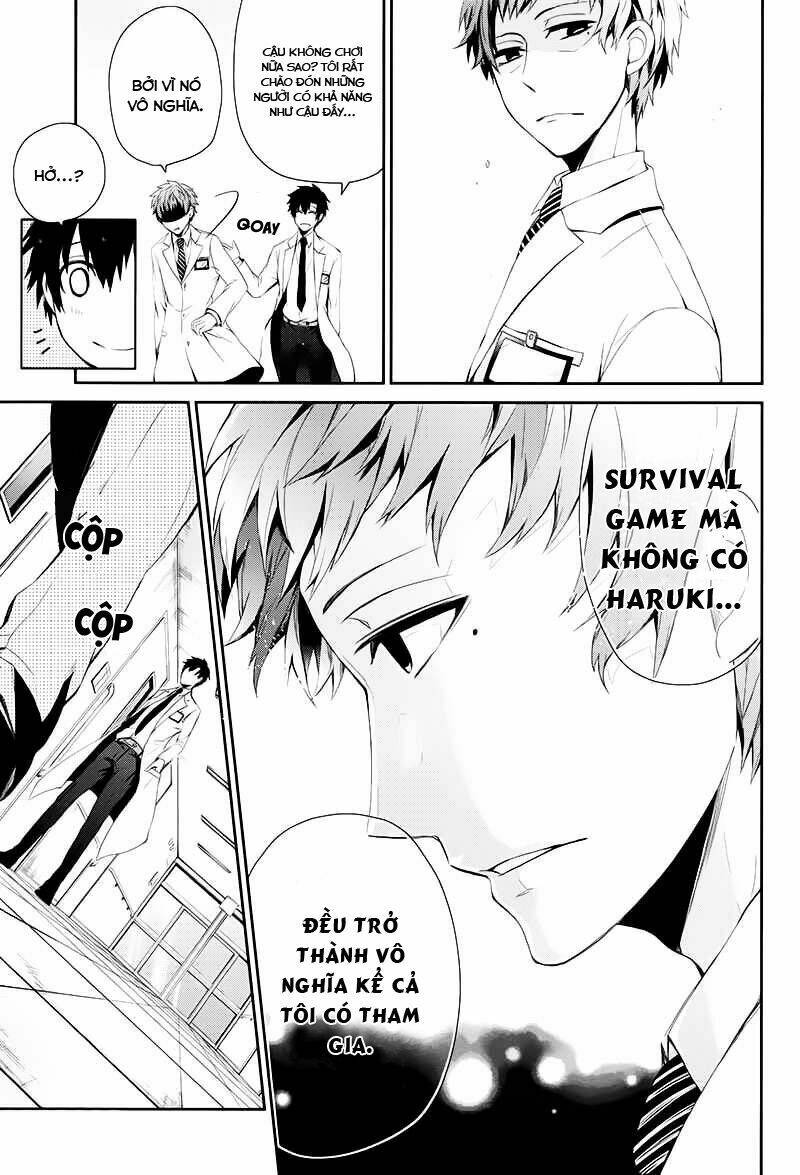 CẬU KHÔNG CHƠI
NỮA SAO? TÔI RẤT
CHÀO ĐÓN NHỮNG
NGƯỜI CÓ KHẢ NĂNG
NHƯ CẬU ĐẤY...
QOAY
BỞI VÌ NÓ
VÔ NGHĨA.
HỞ...?
SURVIVAL
GAME MÀ
KHÔNG CÓ
HARUKI...
ĐỀU TRỞ
THÀNH VÔ
NGHĨA KỂ CẢ
TÔI CÓ THAM
GIA.
CỘP
CỘP